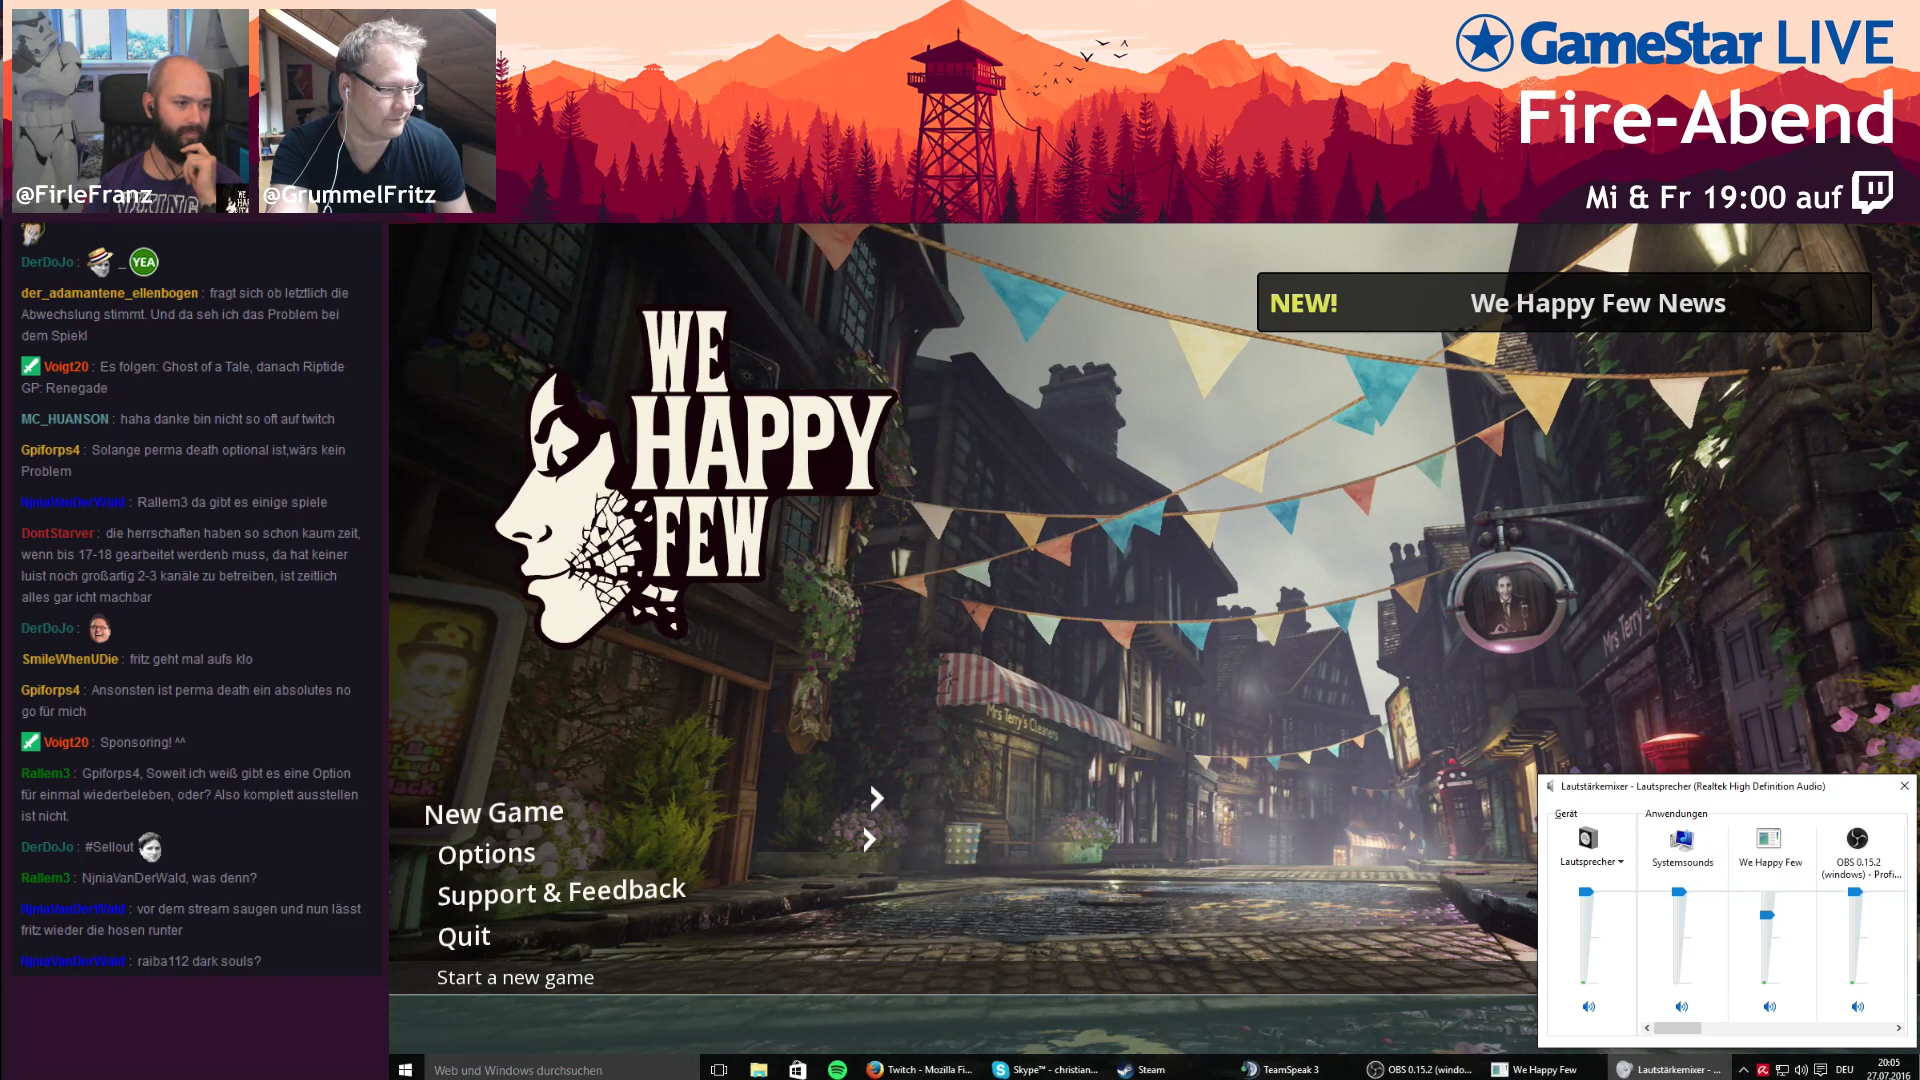 GameStar LIVE
Fire-Abend
Mi & Fr 19:00 auf
@FirleFranz
@GrummelFritz
DerDoJo : _ YEA
der_adamantene_ellenbogen : fragt sich ob letztlich die
Abwechslung stimmt. Und da seh ich das Problem bei
dem Spiekl
Voigt20 : Es folgen: Ghost of a Tale, danach Riptide
GP: Renegade
MC_HUANSON : haha danke bin nicht so oft auf twitch
Gpiforps4 : Solange perma death optional ist,wärs kein
Problem
NjniaVanDerWald : Rallem3 da gibt es einige spiele
DontStarver : die herrschaften haben so schon kaum zeit,
wenn bis 17-18 gearbeitet werdenb muss, da hat keiner
luist noch großartig 2-3 kanäle zu betreiben, ist zeitlich
alles gar icht machbar
DerDoJo :
SmileWhenUDie : fritz geht mal aufs klo
Gpiforps4 : Ansonsten ist perma death ein absolutes no
go für mich
Voigt20 : Sponsoring! ^^
Rallem3 : Gpiforps4, Soweit ich weiß gibt es eine Option
für einmal wiederbeleben, oder? Also komplett ausstellen
ist nicht.
DerDoJo : #Sellout
Rallem3 : NjniaVanDerWald, was denn?
NjniaVanDerWald : vor dem stream saugen und nun lässt
fritz wieder die hosen runter
NjniaVanDerWald : raiba112 dark souls?
WE
HAPPY
FEW
NEW! We Happy Few News
Mrs Terry's Cleaners
Mrs Terry's
New Game
Options
Support & Feedback
Quit
Start a new game
Lautstärkemixer - Lautsprecher (Realtek High Definition Audio)
Gerät
Anwendungen
Lautsprecher
Systemsounds
We Happy Few
OBS 0.15.2
(windows) - Profi...
Web und Windows durchsuchen
Twitch - Mozilla Fi...
Skype™ - christian...
Steam
TeamSpeak 3
OBS 0.15.2 (windo...
We Happy Few
Lautstärkemixer - ...
DEU
20:05
27.07.2016